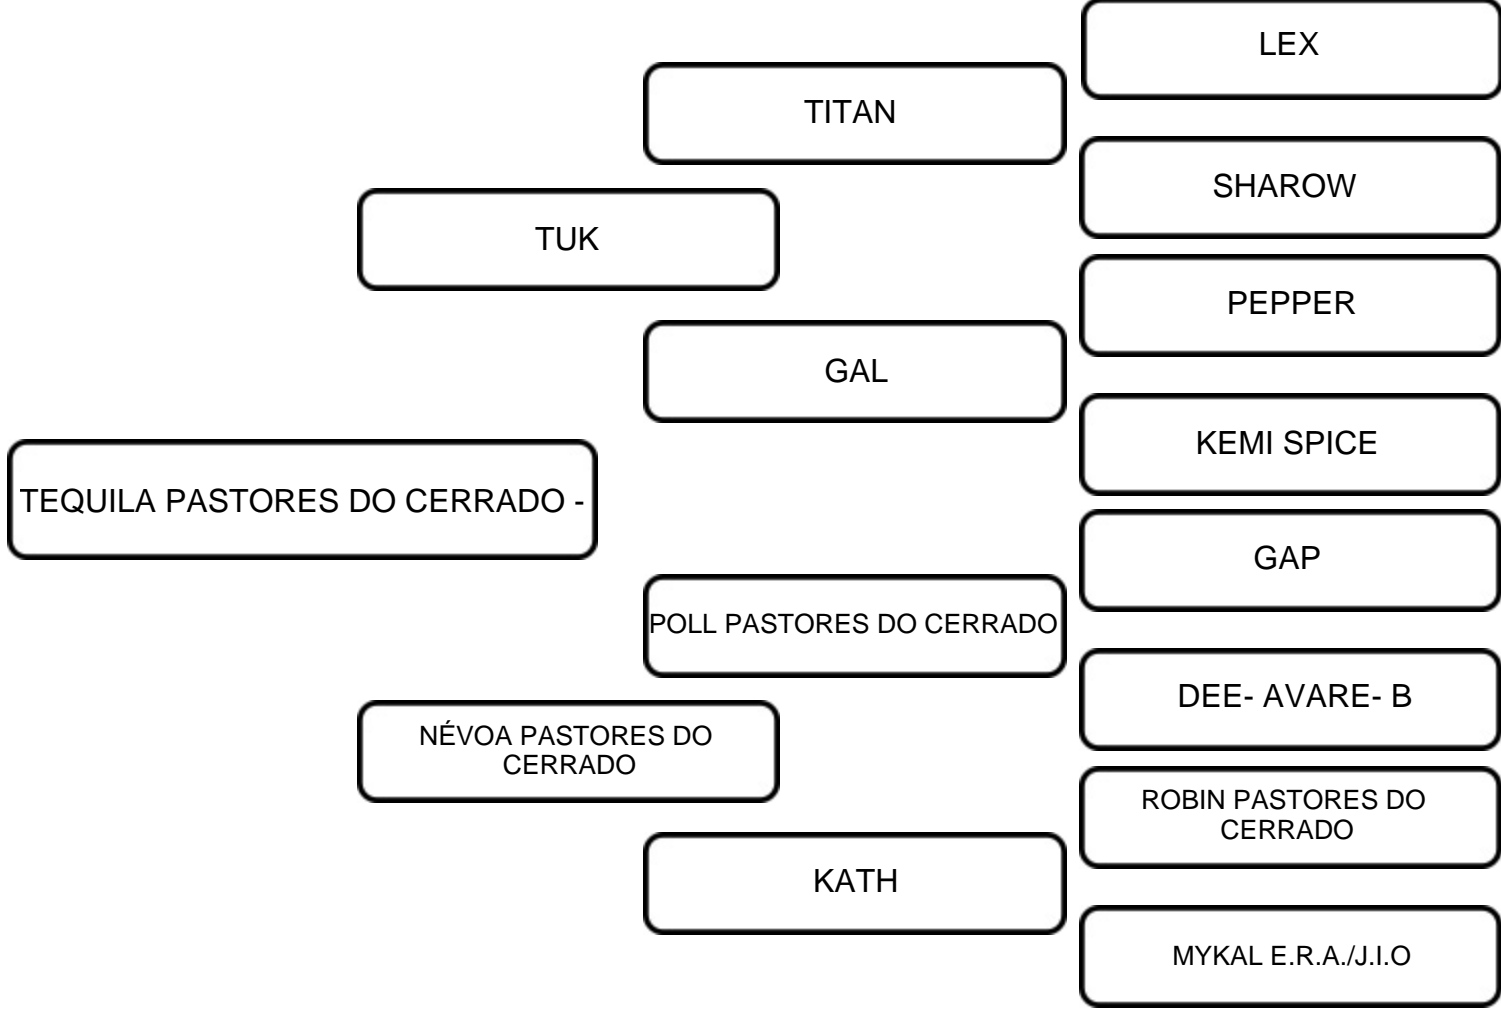 LEX
TITAN
SHAROW
TUK
PEPPER
GAL
KEMI SPICE
TEQUILA PASTORES DO CERRADO -
GAP
POLL PASTORES DO CERRADO
DEE- AVARE- B
NÉVOA PASTORES DO
CERRADO
ROBIN PASTORES DO
CERRADO
KATH
MYKAL E.R.A./J.I.O